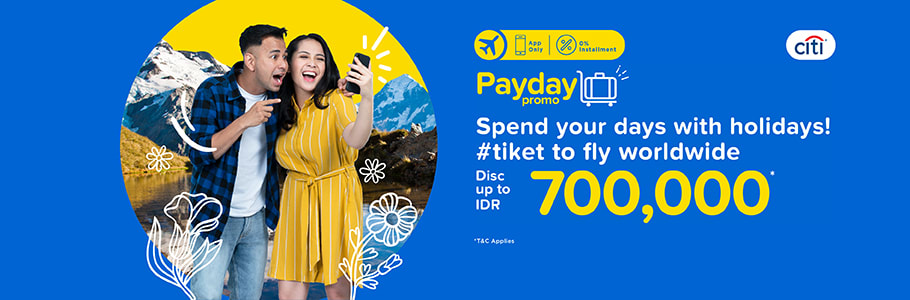 App
Only
0%
Installment
citi
Payday
promo
Spend your days with holidays!
#tiket to fly worldwide
Disc
up to
IDR
700,000*
*T&C Applies